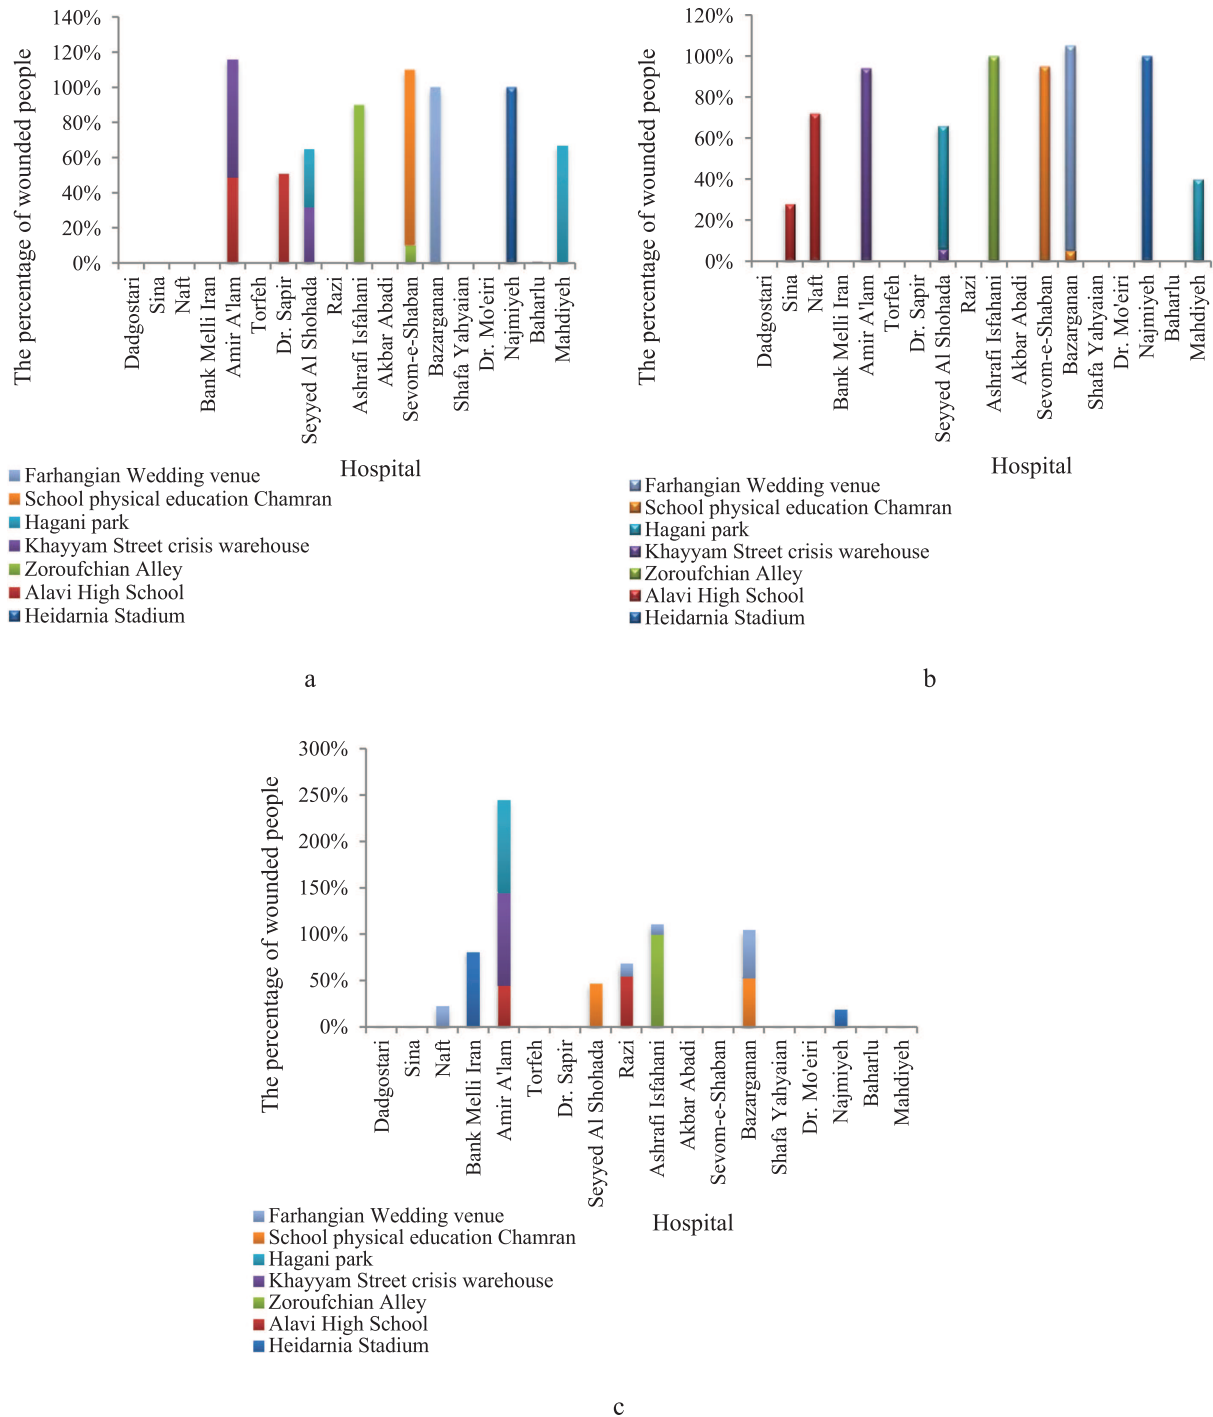 The percentage of wounded people
140%
120%
100%
80%
60%
40%
20%
0%
Dadgostari
Sina
Naft
Bank Melli Iran
Amir A'lam
Torfeh
Dr. Sapir
Seyyed Al Shohada
Razi
Ashrafi Isfahani
Akbar Abadi
Sevom-e-Shaban
Bazarganan
Shafa Yahyaian
Dr. Mo'eiri
Najmiyeh
Baharlu
Mahdiyeh
Hospital
Farhangian Wedding venue
School physical education Chamran
Hagani park
Khayyam Street crisis warehouse
Zoroufchian Alley
Alavi High School
Heidarnia Stadium
a
The percentage of wounded people
120%
100%
80%
60%
40%
20%
0%
Dadgostari
Sina
Naft
Bank Melli Iran
Amir A'lam
Torfeh
Dr. Sapir
Seyyed Al Shohada
Razi
Ashrafi Isfahani
Akbar Abadi
Sevom-e-Shaban
Bazarganan
Shafa Yahyaian
Dr. Mo'eiri
Najmiyeh
Baharlu
Mahdiyeh
Hospital
Farhangian Wedding venue
School physical education Chamran
Hagani park
Khayyam Street crisis warehouse
Zoroufchian Alley
Alavi High School
Heidarnia Stadium
b
The percentage of wounded people
300%
250%
200%
150%
100%
50%
0%
Dadgostari
Sina
Naft
Bank Melli Iran
Amir A'lam
Torfeh
Dr. Sapir
Seyyed Al Shohada
Razi
Ashrafi Isfahani
Akbar Abadi
Sevom-e-Shaban
Bazarganan
Shafa Yahyaian
Dr. Mo'eiri
Najmiyeh
Baharlu
Mahdiyeh
Hospital
Farhangian Wedding venue
School physical education Chamran
Hagani park
Khayyam Street crisis warehouse
Zoroufchian Alley
Alavi High School
Heidarnia Stadium
c